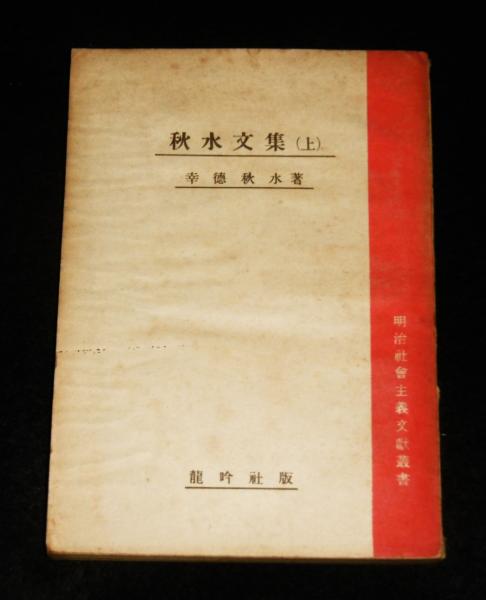 秋水文集（上）
幸德秋水著
龍吟社版
明治社會主義文獻叢書